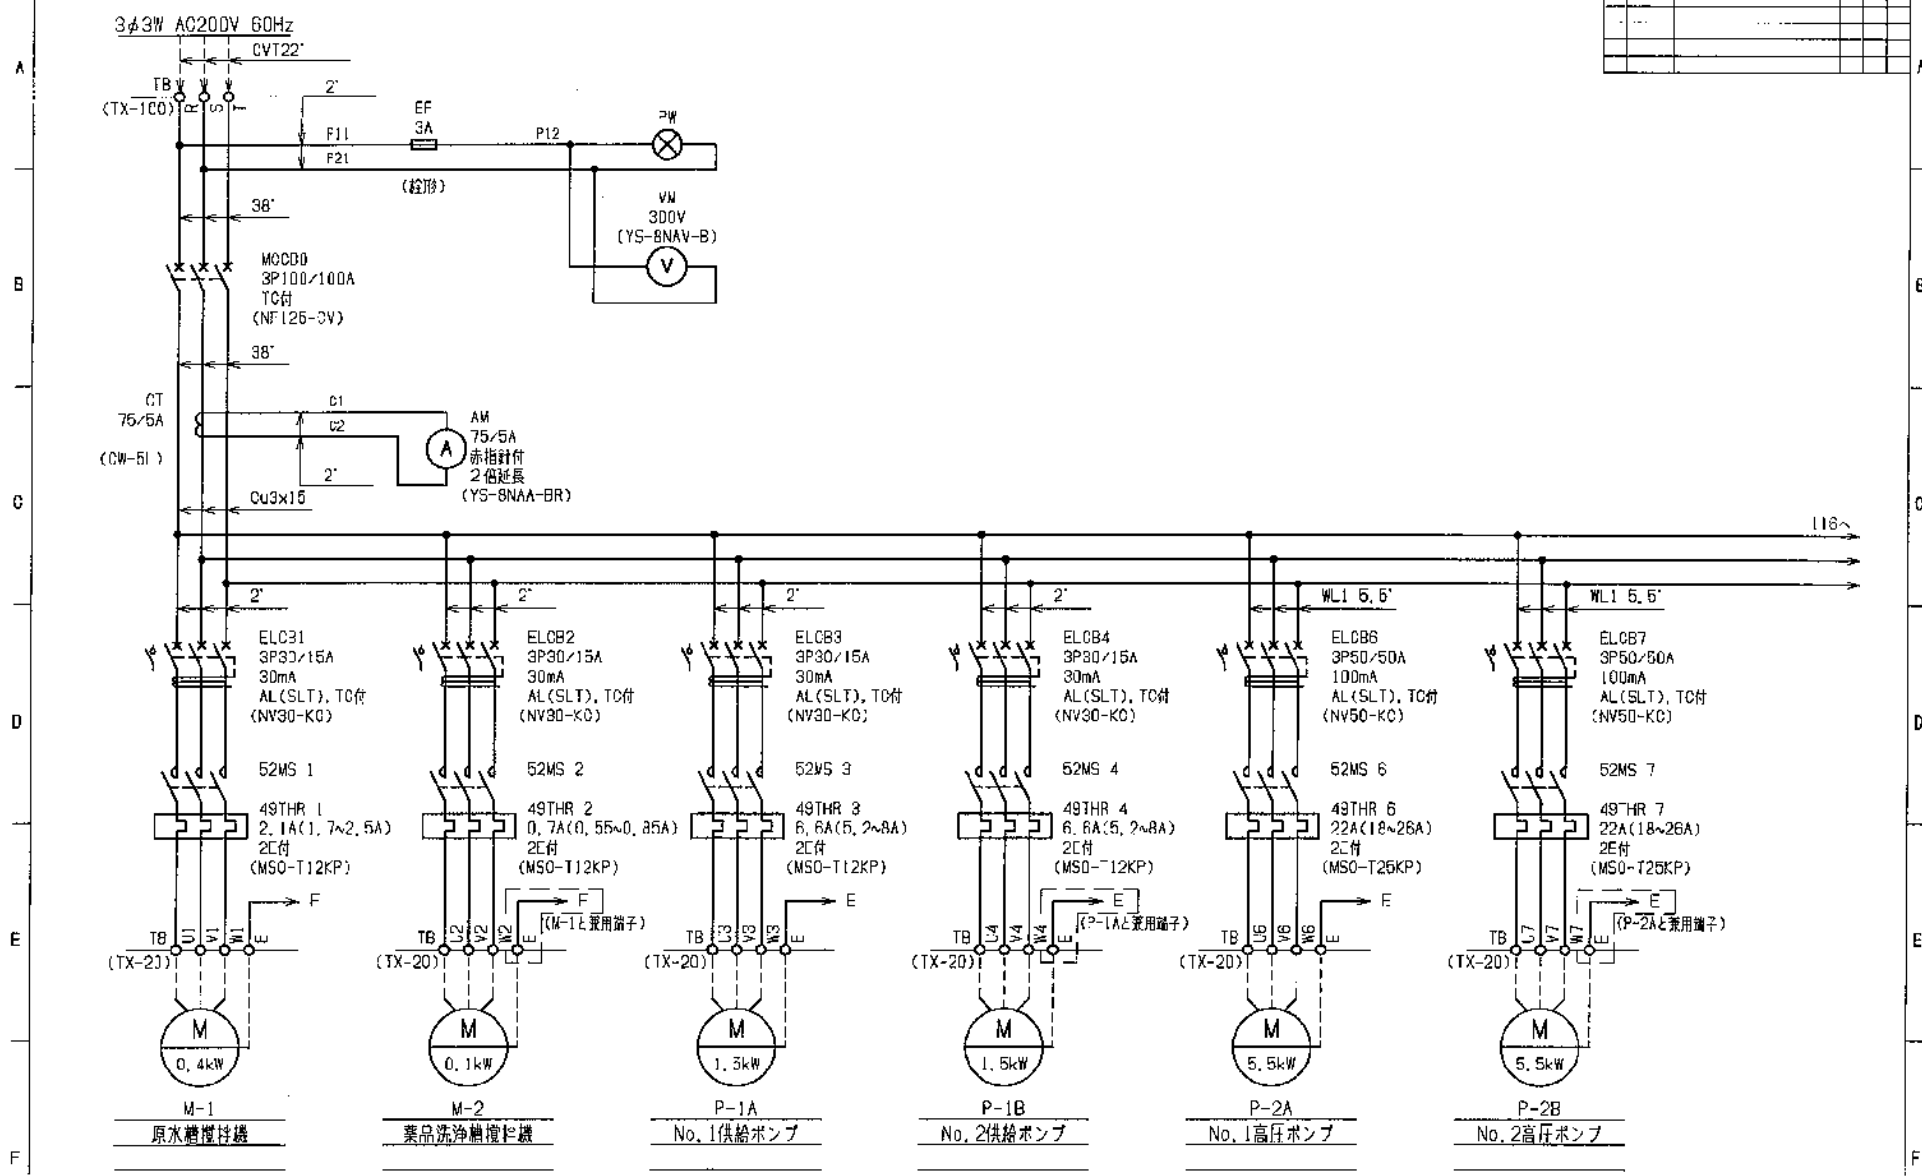 3φ3W AC200V 60Hz
CVT22°
TB
(TX-100)
R
S
T
2°
EF
3A
P12
F21
(栓形)
PW
VM
300V
(YS-8NAV-B)
V
38°
3P100/100A
TC付
38°
CT
75/5A
C1
C2
2°
A
AM
75/5A
赤指針付
2倍延長
(YS-8NAA-BR)
Cu3x15
116へ
2°
2°
2°
2°
WL1 5.5°
WL1 5.5°
ELCB1
3P30/15A
30mA
AL(SLT), TC付
(NV30-KC)
ELCB2
3P30/15A
30mA
AL(SLT), TC付
(NV30-KC)
ELCB3
3P30/15A
30mA
AL(SLT), TC付
(NV30-KC)
ELCB4
3P30/15A
30mA
AL(SLT), TC付
(NV30-KC)
ELCB6
3P50/50A
100mA
AL(SLT), TC付
(NV50-KC)
ELCB7
3P50/50A
100mA
AL(SLT), TC付
(NV50-KC)
52MS 1
52MS 2
52MS 3
52MS 4
52MS 6
52MS 7
49THR 1
2.1A(1.7~2.5A)
2E付
(MSO-T12KP)
49THR 2
0.7A(0.55~0.85A)
2E付
(MSO-T12KP)
49THR 3
6.6A(5.2~8A)
2E付
(MSO-T12KP)
49THR 4
6.6A(5.2~8A)
2E付
(MSO-T12KP)
49THR 6
22A(18~26A)
2E付
(MSO-T25KP)
49THR 7
22A(18~26A)
2E付
(MSO-T25KP)
E
(M-1と兼用端子)
E
E
(P-1Aと兼用端子)
E
E
(P-2Aと兼用端子)
TB U1 V1 W1 E
(TX-20)
TB U2 V2 W2 E
(TX-20)
TB U3 V3 W3 E
(TX-20)
TB U4 V4 W4 E
(TX-20)
TB U6 V6 W6 E
(TX-20)
TB U7 V7 W7 E
(TX-20)
M
0.4kW
M
0.1kW
M
1.5kW
M
1.5kW
M
5.5kW
M
5.5kW
M-1
原水槽撹拌機
M-2
薬品洗浄槽撹拌機
P-1A
No.1供給ポンプ
P-1B
No.2供給ポンプ
P-2A
No.1高圧ポンプ
P-2B
No.2高圧ポンプ
A
B
C
D
E
F
A
B
C
D
E
F